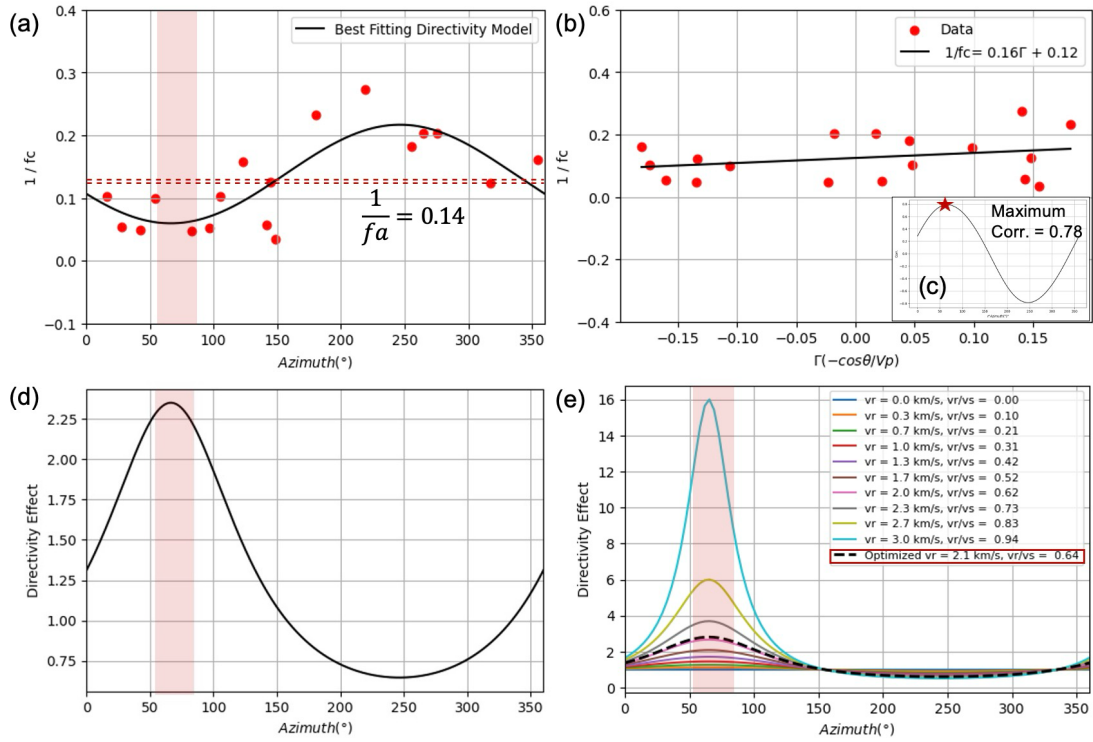 (a)
0.4
0.3
0.2
0.1
0.0
−0.1
1 / fc
Best Fitting Directivity Model
1/fa = 0.14
0
50
100
150
200
250
300
350
Azimuth(°)
(b)
0.6
0.4
0.2
0.0
−0.2
−0.4
1 / fc
Data
1/fc= 0.16Γ + 0.12
Maximum
Corr. = 0.78
(c)
−0.15
−0.10
−0.05
0.00
0.05
0.10
0.15
Γ(−cosθ/Vp)
(d)
2.25
2.00
1.75
1.50
1.25
1.00
0.75
Directivity Effect
0
50
100
150
200
250
300
350
Azimuth(°)
(e)
16
14
12
10
8
6
4
2
0
Directivity Effect
vr = 0.0 km/s, vr/vs = 0.00
vr = 0.3 km/s, vr/vs = 0.10
vr = 0.7 km/s, vr/vs = 0.21
vr = 1.0 km/s, vr/vs = 0.31
vr = 1.3 km/s, vr/vs = 0.42
vr = 1.7 km/s, vr/vs = 0.52
vr = 2.0 km/s, vr/vs = 0.62
vr = 2.3 km/s, vr/vs = 0.73
vr = 2.7 km/s, vr/vs = 0.83
vr = 3.0 km/s, vr/vs = 0.94
Optimized vr = 2.1 km/s, vr/vs = 0.64
0
50
100
150
200
250
300
350
Azimuth(°)